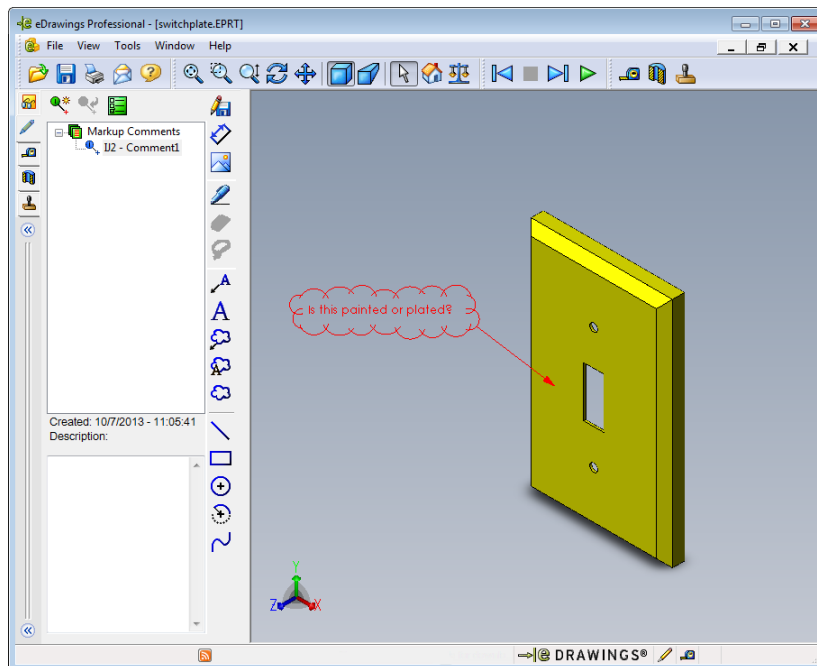 eDrawings Professional - [switchplate.EPRT]
File View Tools Window Help
Markup Comments
IJ2 - Comment1
Created: 10/7/2013 - 11:05:41
Description:
Is this painted or plated?
A
A
A
Y
Z
X
e DRAWINGS®